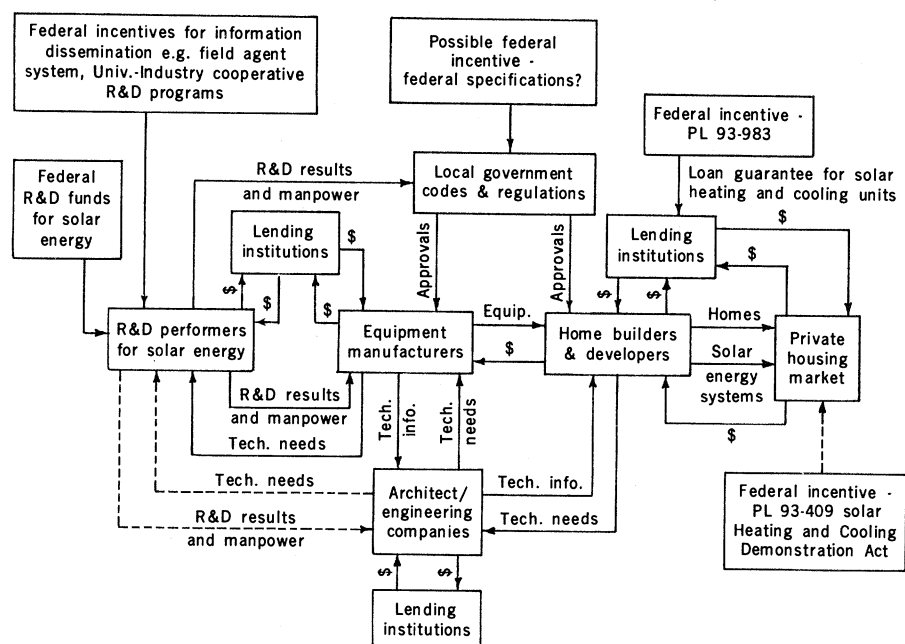 Federal incentives for information
dissemination e.g. field agent
system, Univ.-Industry cooperative
R&D programs
Possible federal
incentive -
federal specifications?
Federal incentive -
PL 93-983
Federal
R&D funds
for solar
energy
R&D results
and manpower
Local government
codes & regulations
Loan guarantee for solar
heating and cooling units
Lending
institutions
$
$
$
$
Approvals
Approvals
Lending
institutions
$
$
$
$
R&D performers
for solar energy
Equipment
manufacturers
Equip.
$
Home builders
& developers
Homes
Solar
energy
systems
$
Private
housing
market
R&D results
and manpower
Tech. needs
Tech.
info.
Tech.
needs
Tech. needs
R&D results
and manpower
Architect/
engineering
companies
Tech. info.
Tech. needs
Federal incentive -
PL 93-409 solar
Heating and Cooling
Demonstration Act
$
$
Lending
institutions